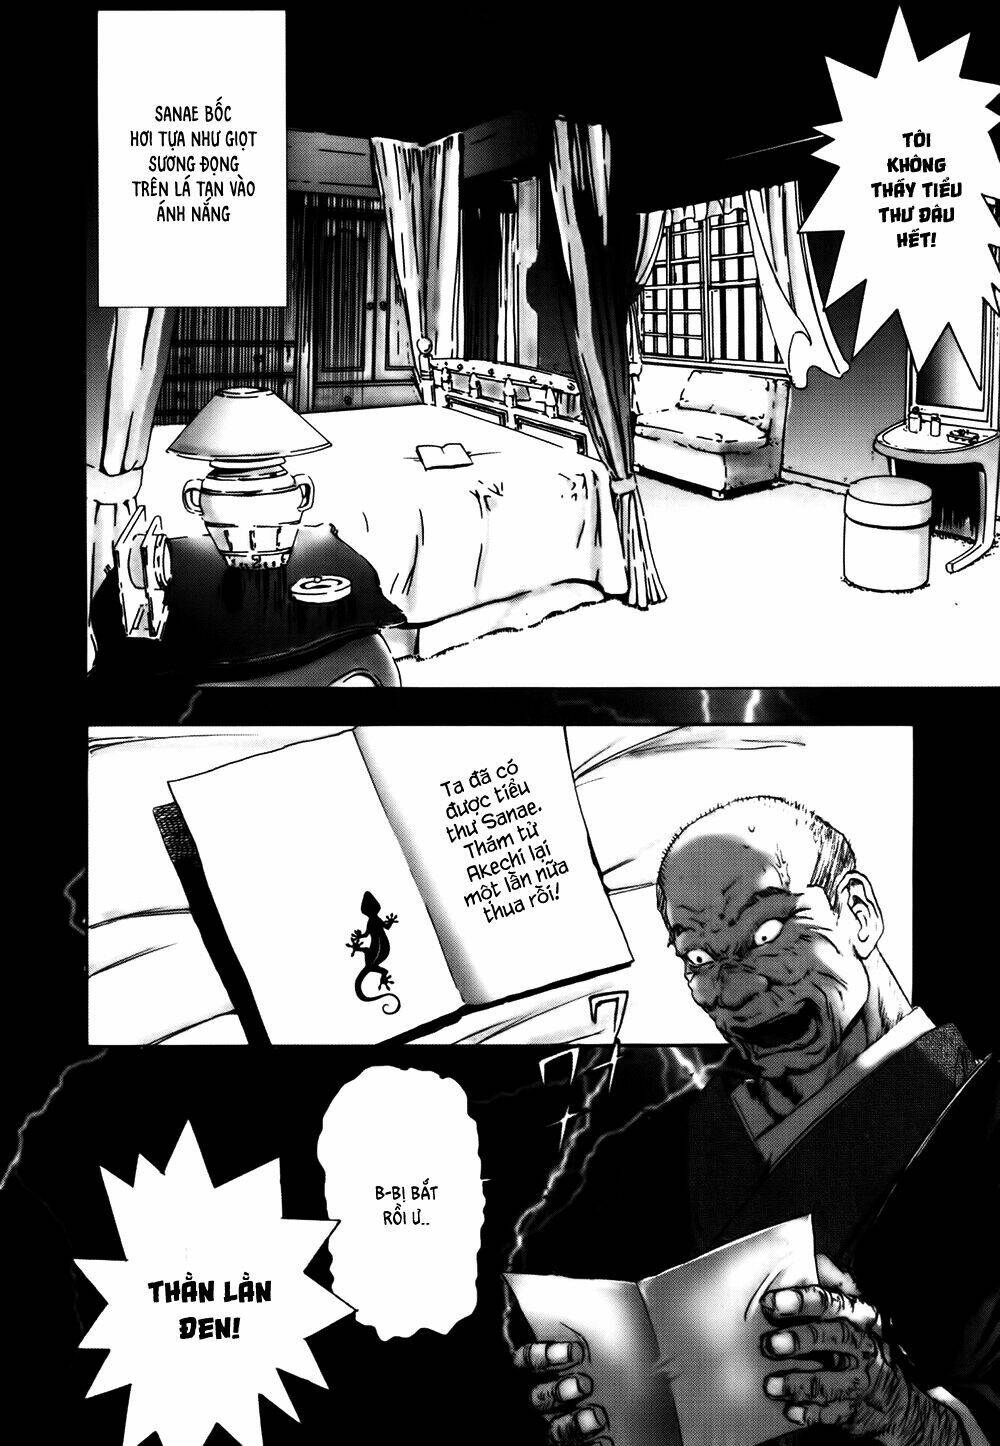 TÔI
KHÔNG
THẤY TIỂU
THƯ ĐÂU
HẾT!
SANAE BỐC
HƠI TỰA NHƯ GIỌT
SƯƠNG ĐỌNG
TRÊN LÁ TAN VÀO
ÁNH NẮNG
Ta đã có
được tiểu
thư Sanae.
Thám tử
Akechi lại
một lần nữa
thua rồi!
ワナ
B-BỊ BẮT
RỒI Ư..
THẰN LẰN
ĐEN!